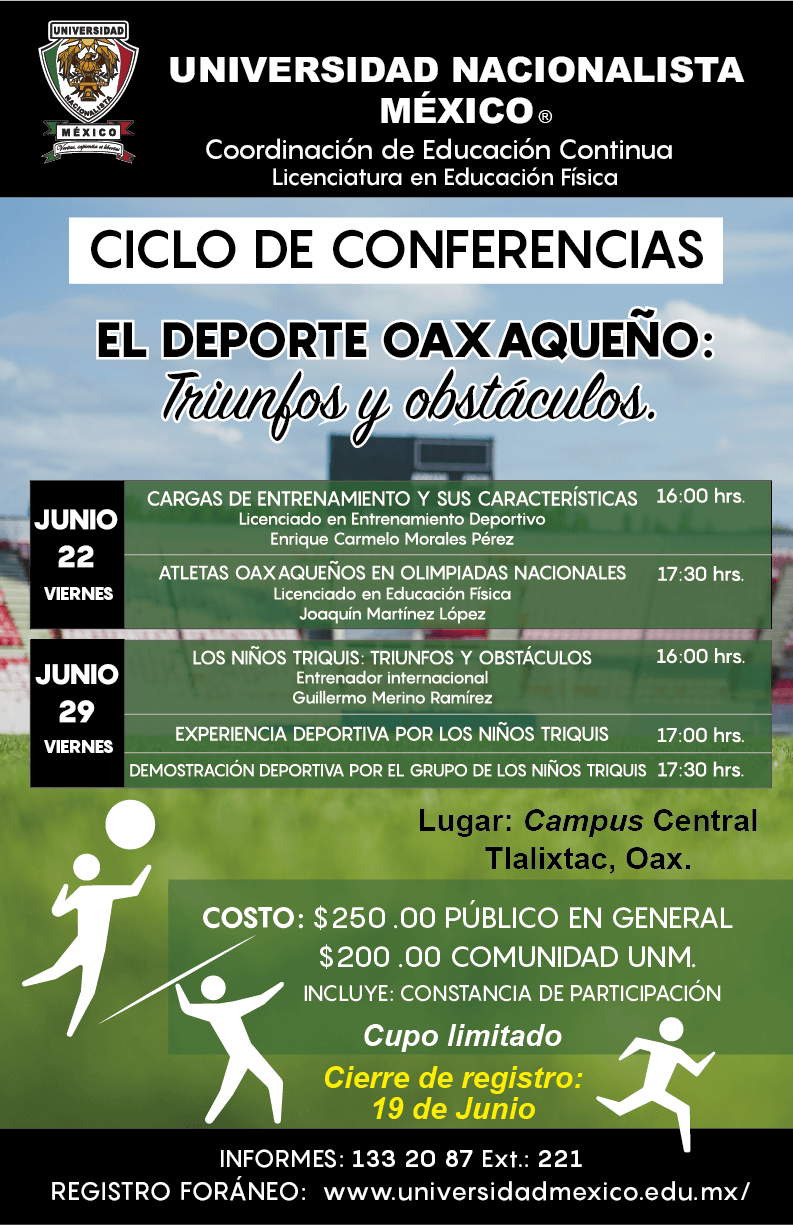 UNIVERSIDAD
NACIONALISTA
MÉXICO
UNIVERSIDAD NACIONALISTA
MÉXICO®
Coordinación de Educación Continua
Licenciatura en Educación Física
CICLO DE CONFERENCIAS
EL DEPORTE OAXAQUEÑO:
Triunfos y obstáculos.
JUNIO
22
VIERNES
CARGAS DE ENTRENAMIENTO Y SUS CARACTERÍSTICAS 16:00 hrs.
Licenciado en Entrenamiento Deportivo
Enrique Carmelo Morales Pérez
ATLETAS OAXAQUEÑOS EN OLIMPIADAS NACIONALES 17:30 hrs.
Licenciado en Educación Física
Joaquín Martínez López
JUNIO
29
VIERNES
LOS NIÑOS TRIQUIS: TRIUNFOS Y OBSTÁCULOS 16:00 hrs.
Entrenador internacional
Guillermo Merino Ramírez
EXPERIENCIA DEPORTIVA POR LOS NIÑOS TRIQUIS 17:00 hrs.
DEMOSTRACIÓN DEPORTIVA POR EL GRUPO DE LOS NIÑOS TRIQUIS 17:30 hrs.
Lugar: Campus Central
Tlalixtac, Oax.
COSTO: $250.00 PÚBLICO EN GENERAL
$200.00 COMUNIDAD UNM.
INCLUYE: CONSTANCIA DE PARTICIPACIÓN
Cupo limitado
Cierre de registro:
19 de Junio
INFORMES: 133 20 87 Ext.: 221
REGISTRO FORÁNEO: www.universidadmexico.edu.mx/